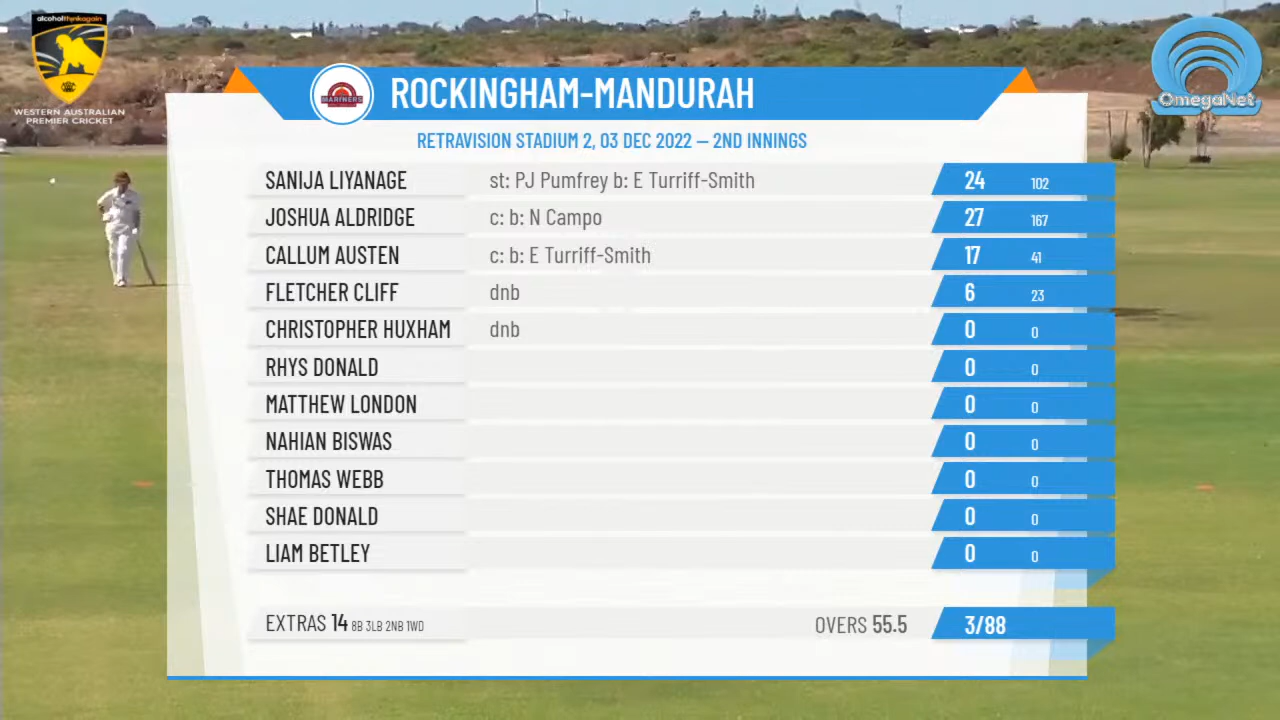 alcoholthinkagain
WESTERN AUSTRALIAN
PREMIER CRICKET
MARINERS
ROCKINGHAM-MANDURAH
OmegaNet
RETRAVISION STADIUM 2, 03 DEC 2022 – 2ND INNINGS
SANIJA LIYANAGE st: PJ Pumfrey b: E Turriff-Smith 24 102
JOSHUA ALDRIDGE c: b: N Campo 27 167
CALLUM AUSTEN c: b: E Turriff-Smith 17 41
FLETCHER CLIFF dnb 6 23
CHRISTOPHER HUXHAM dnb 0 0
RHYS DONALD 0 0
MATTHEW LONDON 0 0
NAHIAN BISWAS 0 0
THOMAS WEBB 0 0
SHAE DONALD 0 0
LIAM BETLEY 0 0
EXTRAS 14 8B 3LB 2NB 1WD OVERS 55.5 3/88